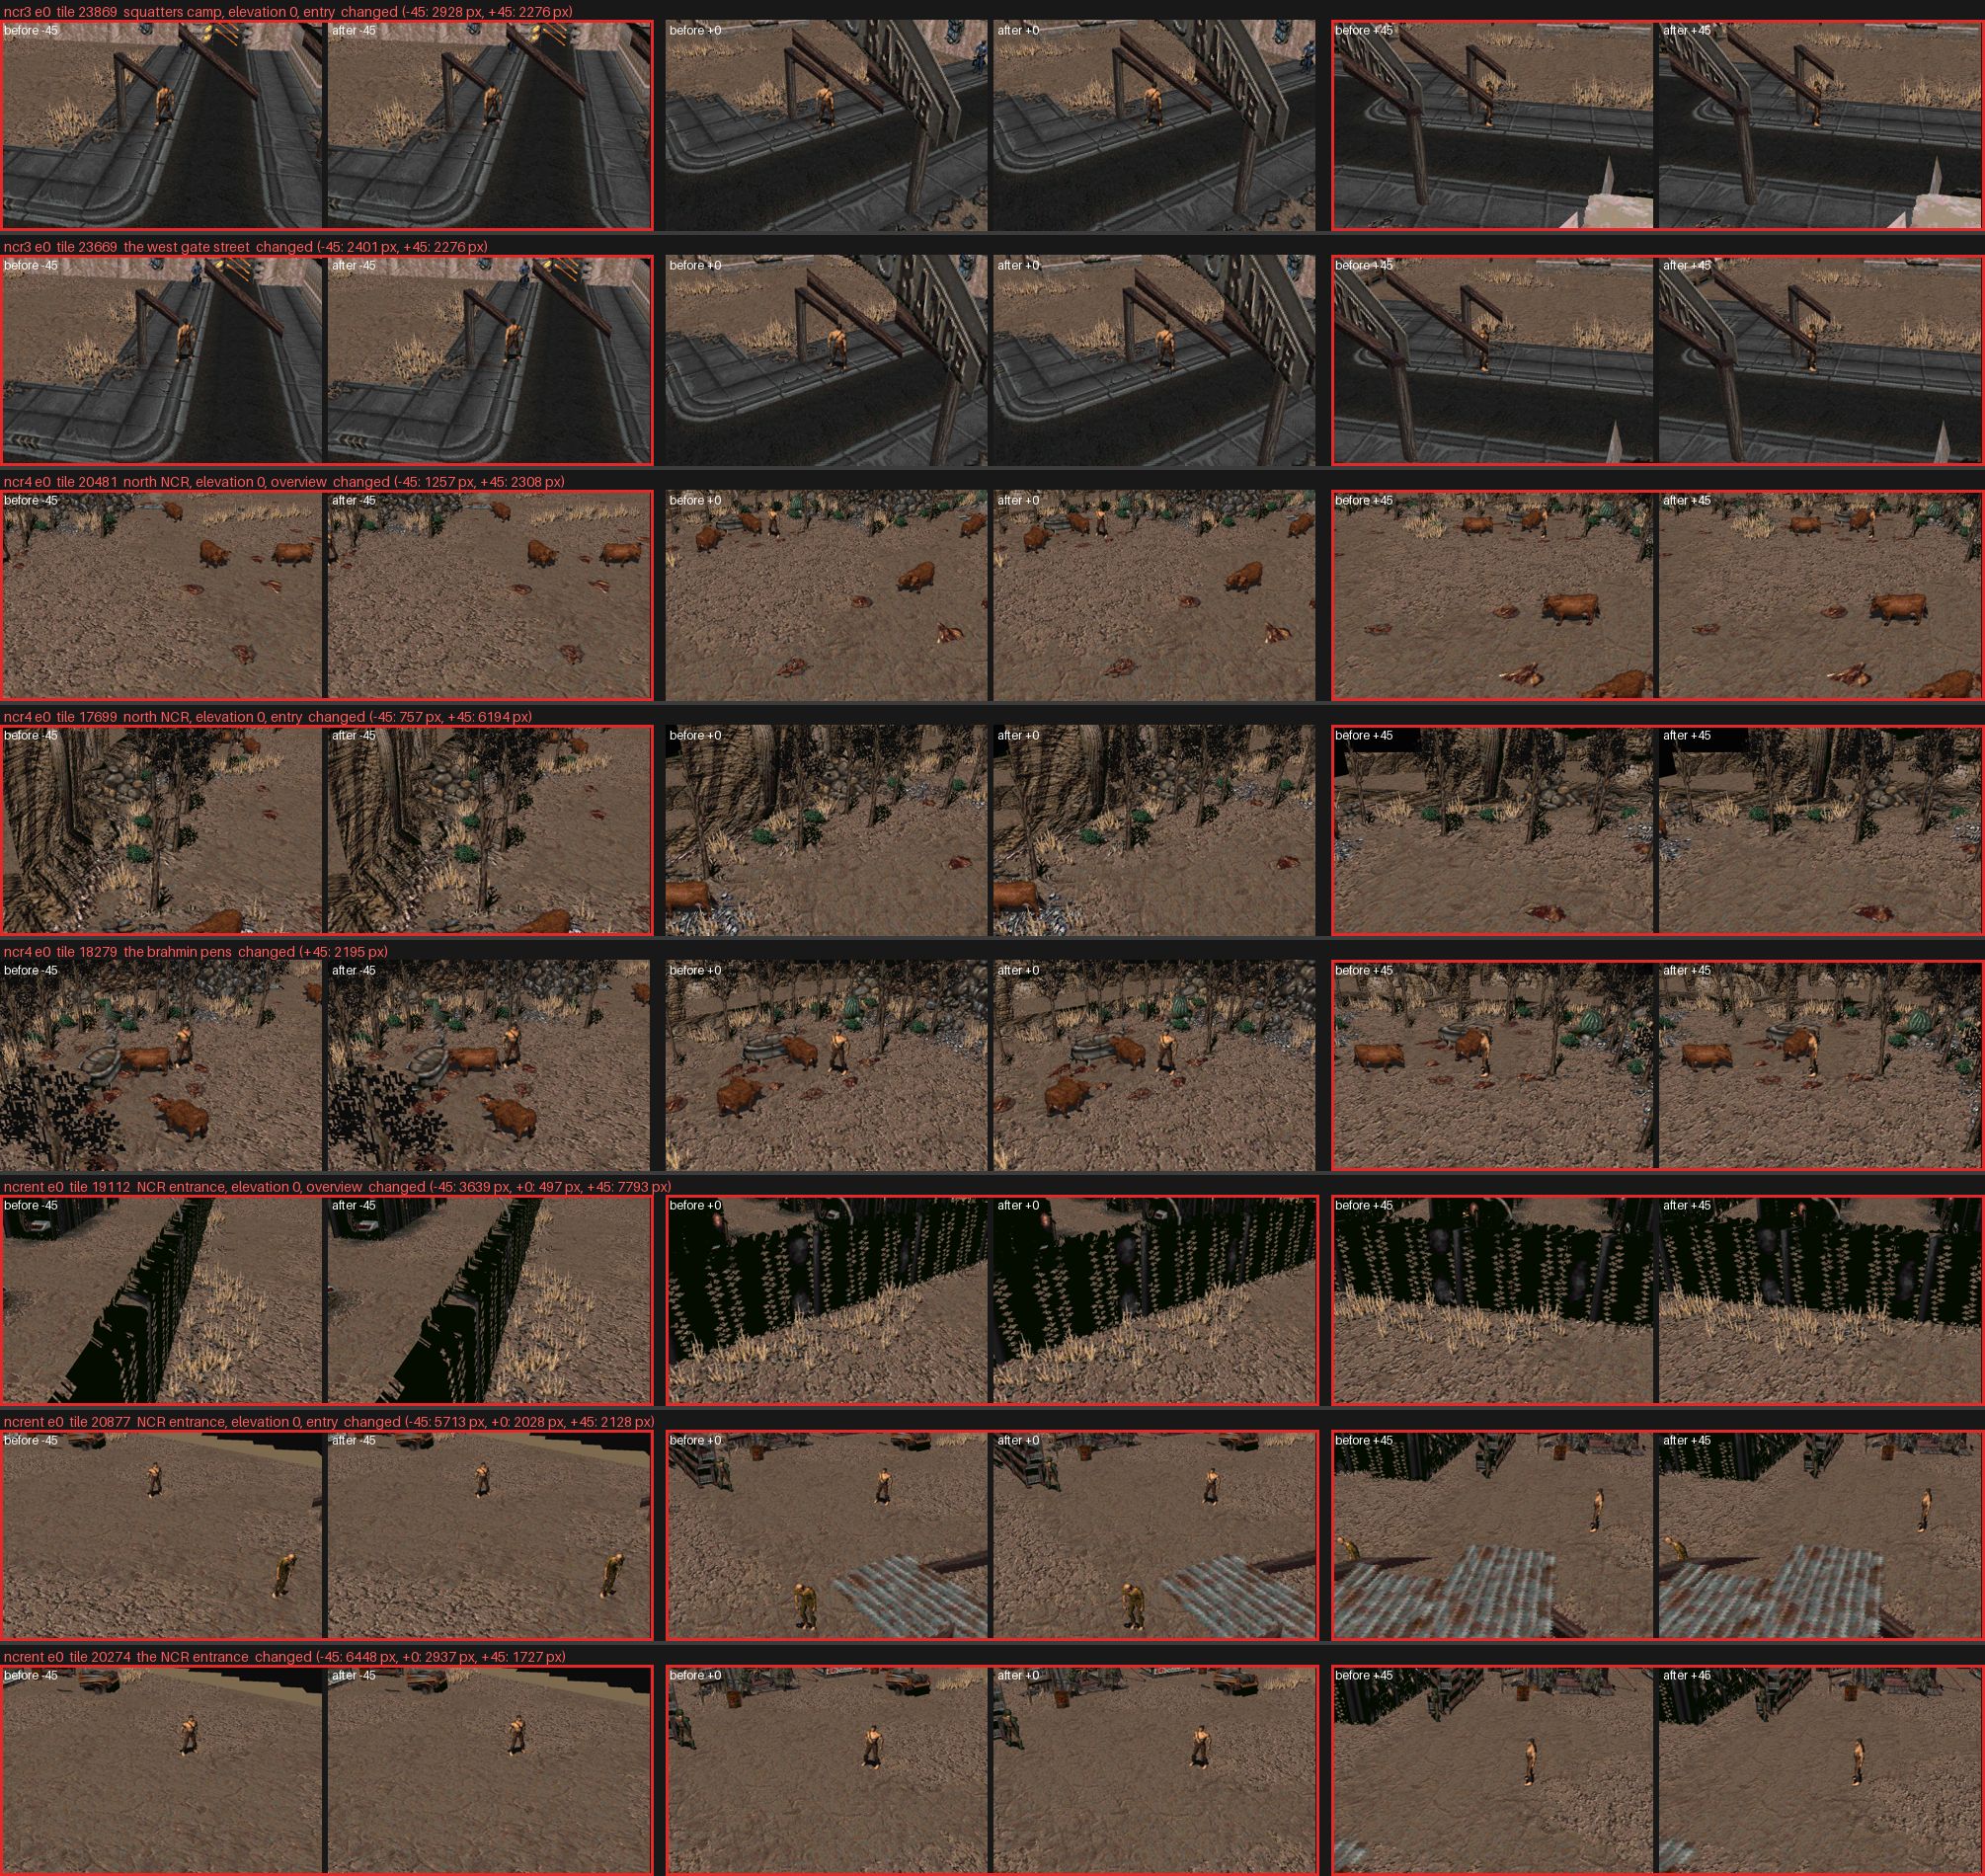 ncr3 e0 tile 23869 squatters camp, elevation 0, entry changed (-45: 2928 px, +45: 2276 px)
before -45 after -45 before +0 after +0 before +45 after +45
ncr3 e0 tile 23669 the west gate street changed (-45: 2401 px, +45: 2276 px)
before -45 after -45 before +0 after +0 before +45 after +45
ncr4 e0 tile 20481 north NCR, elevation 0, overview changed (-45: 1257 px, +45: 2308 px)
before -45 after -45 before +0 after +0 before +45 after +45
ncr4 e0 tile 17699 north NCR, elevation 0, entry changed (-45: 757 px, +45: 6194 px)
before -45 after -45 before +0 after +0 before +45 after +45
ncr4 e0 tile 18279 the brahmin pens changed (+45: 2195 px)
before -45 after -45 before +0 after +0 before +45 after +45
ncrent e0 tile 19112 NCR entrance, elevation 0, overview changed (-45: 3639 px, +0: 497 px, +45: 7793 px)
before -45 after -45 before +0 after +0 before +45 after +45
ncrent e0 tile 20877 NCR entrance, elevation 0, entry changed (-45: 5713 px, +0: 2028 px, +45: 2128 px)
before -45 after -45 before +0 after +0 before +45 after +45
ncrent e0 tile 20274 the NCR entrance changed (-45: 6448 px, +0: 2937 px, +45: 1727 px)
before -45 after -45 before +0 after +0 before +45 after +45